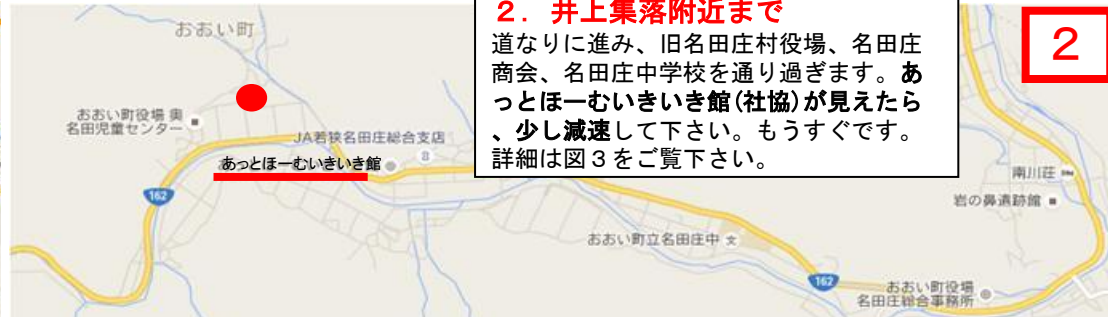 2. 井上集落附近まで
道なりに進み、旧名田庄村役場、名田庄
商会、名田庄中学校を通り過ぎます。あ
っとほーむいきいき館(社協)が見えたら
、少し減速して下さい。もうすぐです。
詳細は図3をご覧下さい。
2
おおい町
おおい町役場 奥
名田児童センター
JA若狭名田庄総合支店
あっとほーむいきいき館
162
南川荘
岩の鼻遺跡館
おおい町立名田庄中
文
162
おおい町役場
名田庄総合事務所